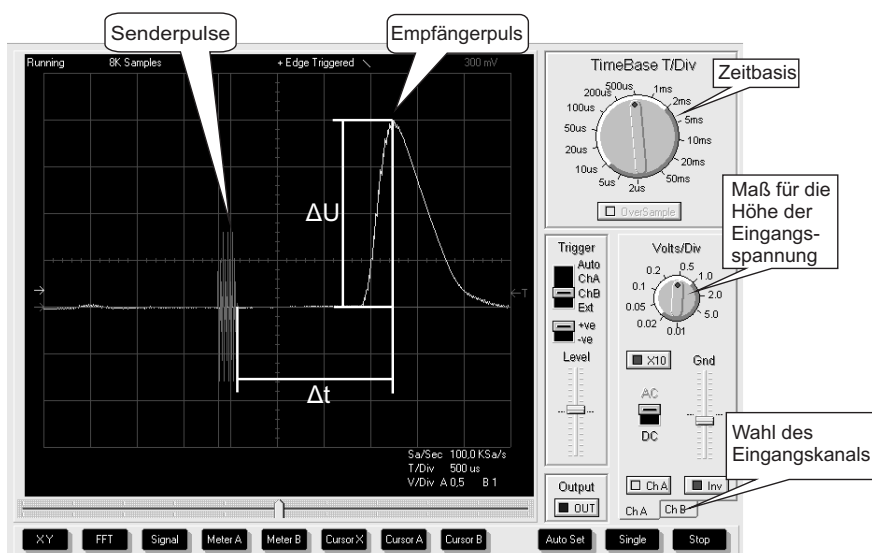 Senderpulse
Empfängerpuls
Running 8K Samples + Edge Triggered 300 mV
ΔU
Δt
T
Sa/Sec 100,0 KSa/s
T/Div 500 us
V/Div A 0,5 B 1
TimeBase T/Div
Zeitbasis
500us 1ms
200us 2ms
100us 5ms
50us 10ms
20us 20ms
10us 50ms
5us 2us
OverSample
Maß für die
Höhe der
Eingangs-
spannung
Trigger
Auto
ChA
ChB
Ext
+ve
-ve
Level
Volts/Div
0.2 0.5 1.0
0.1 2.0
0.05 5.0
0.02 0.01
X10 Gnd
AC
DC
Wahl des
Eingangskanals
Output
OUT
Ch A Inv
Ch A Ch B
XY FFT Signal Meter A Meter B Cursor X Cursor A Cursor B Auto Set Single Stop